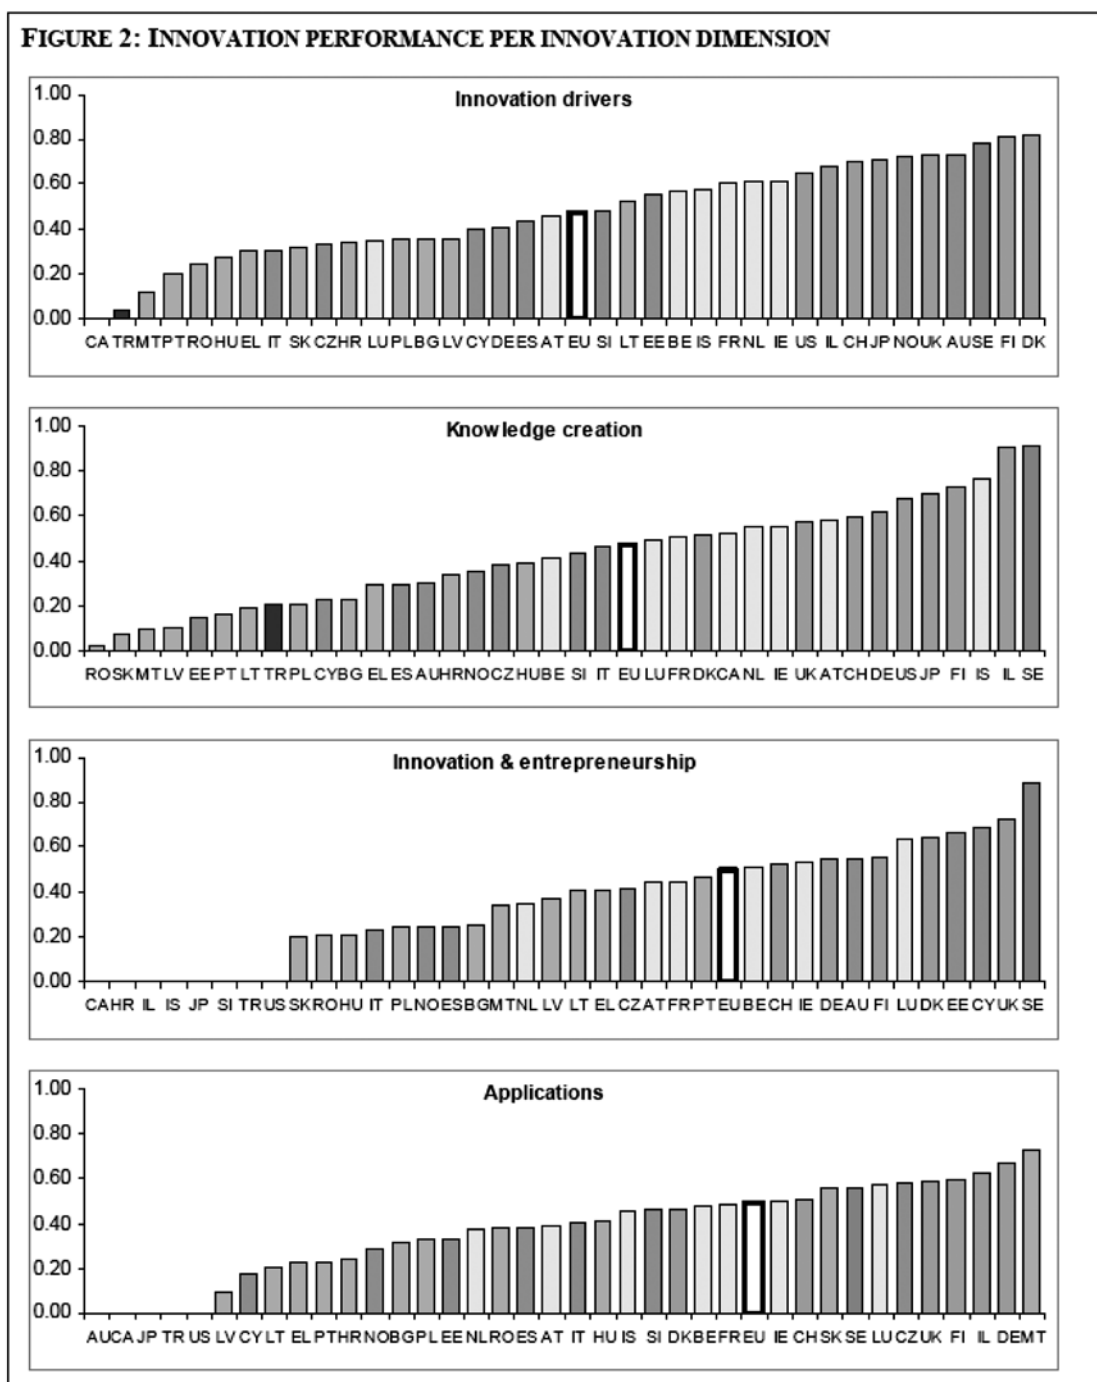 FIGURE 2: INNOVATION PERFORMANCE PER INNOVATION DIMENSION
Innovation drivers
1.00
0.80
0.60
0.40
0.20
0.00
CA TR MT PT RO HU EL IT SK CZ HR LU PL BG LV CY DE ES AT EU SI LT EE BE IS FR NL IE US IL CH JP NO UK AU SE FI DK
Knowledge creation
1.00
0.80
0.60
0.40
0.20
0.00
RO SK MT LV EE PT LT TR PL CY BG EL ES AU HR NO CZ HU BE SI IT EU LU FR DK CA NL IE UK AT CH DE US JP FI IS IL SE
Innovation & entrepreneurship
1.00
0.80
0.60
0.40
0.20
0.00
CA HR IL IS JP SI TR US SK RO HU IT PL NO ES BG MT NL LV LT EL CZ AT FR PT EU BE CH IE DE AU FI LU DK EE CY UK SE
Applications
1.00
0.80
0.60
0.40
0.20
0.00
AU CA JP TR US LV CY LT EL PT HR NO BG PL EE NL RO ES AT IT HU IS SI DK BE FR EU IE CH SK SE LU CZ UK FI IL DE MT